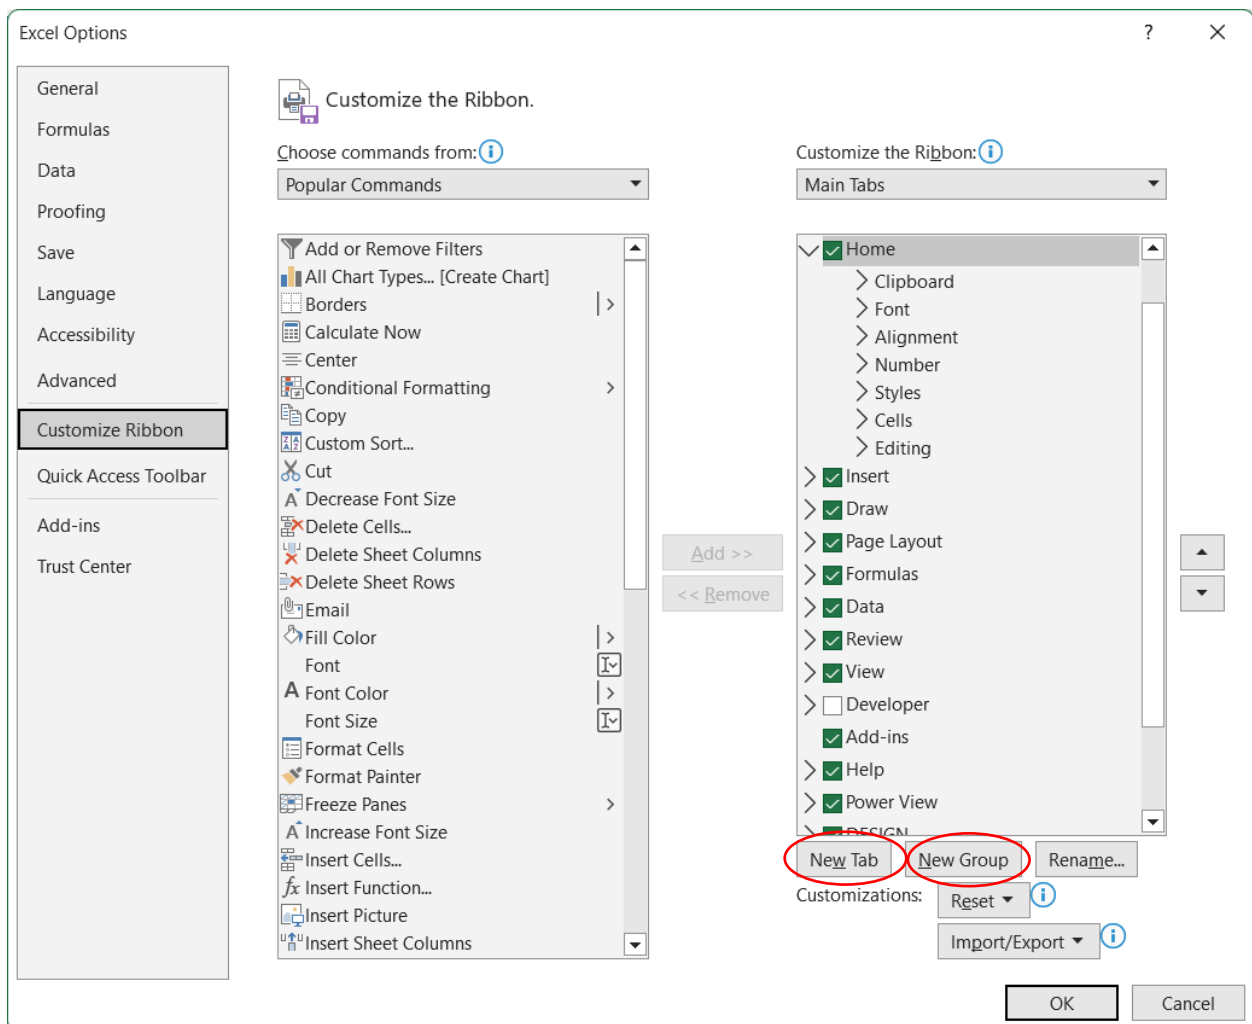 Excel Options
?
General
Formulas
Data
Proofing
Save
Language
Accessibility
Advanced
Customize Ribbon
Quick Access Toolbar
Add-ins
Trust Center
Customize the Ribbon.
Choose commands from:
Popular Commands
Add or Remove Filters
All Chart Types... [Create Chart]
Borders
Calculate Now
Center
Conditional Formatting
Copy
Custom Sort...
Cut
Decrease Font Size
Delete Cells...
Delete Sheet Columns
Delete Sheet Rows
Email
Fill Color
Font
Font Color
Font Size
Format Cells
Format Painter
Freeze Panes
Increase Font Size
Insert Cells...
Insert Function...
Insert Picture
Insert Sheet Columns
Add >>
<< Remove
Customize the Ribbon:
Main Tabs
Home
Clipboard
Font
Alignment
Number
Styles
Cells
Editing
Insert
Draw
Page Layout
Formulas
Data
Review
View
Developer
Add-ins
Help
Power View
DESIGN
New Tab
New Group
Rename...
Customizations:
Reset
Import/Export
OK
Cancel